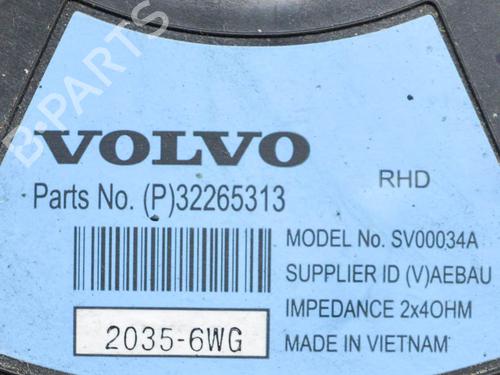 B-PARTS
VOLVO
Parts No. (P)32265313
RHD
MODEL No. SV00034A
SUPPLIER ID (V)AEBAU
IMPEDANCE 2x4OHM
2035-6WG
MADE IN VIETNAM